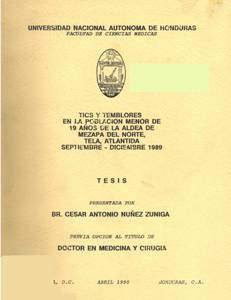 UNIVERSIDAD NACIONAL AUTONOMA DE HONDURAS
FACULTAD DE CIENCIAS MEDICAS
TICS Y TEMBLORES
EN LA POBLACION MENOR DE
19 AÑOS DE LA ALDEA DE
MEZAPA DEL NORTE,
TELA, ATLANTIDA
SEPTIEMBRE - DICIEMBRE 1989
TESIS
PRESENTADA POR
BR. CESAR ANTONIO NUÑEZ ZUNIGA
PREVIA OPCION AL TITULO DE
DOCTOR EN MEDICINA Y CIRUGIA
, D.C. ABRIL 1990 HONDURAS, C.A.